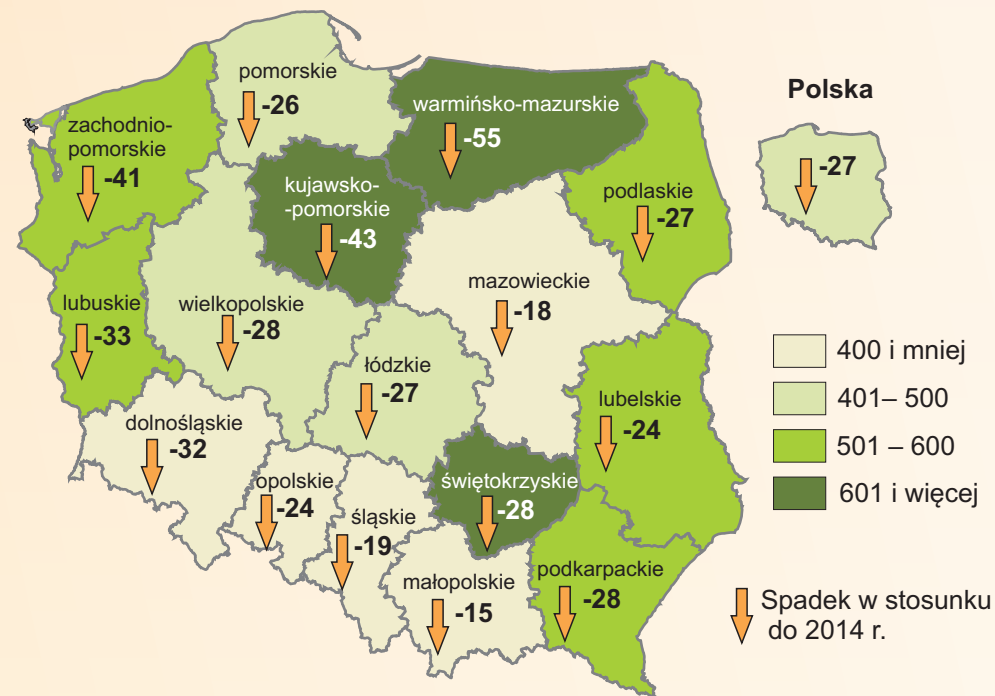 pomorskie
-26
warmińsko-mazurskie
-55
zachodnio-
pomorskie
-41
kujawsko-
-pomorskie
-43
podlaskie
-27
Polska
-27
lubuskie
-33
wielkopolskie
-28
mazowieckie
-18
łódzkie
-27
lubelskie
-24
dolnośląskie
-32
opolskie
-24
śląskie
-19
świętokrzyskie
-28
małopolskie
-15
podkarpackie
-28
400 i mniej
401– 500
501 – 600
601 i więcej
Spadek w stosunku
do 2014 r.